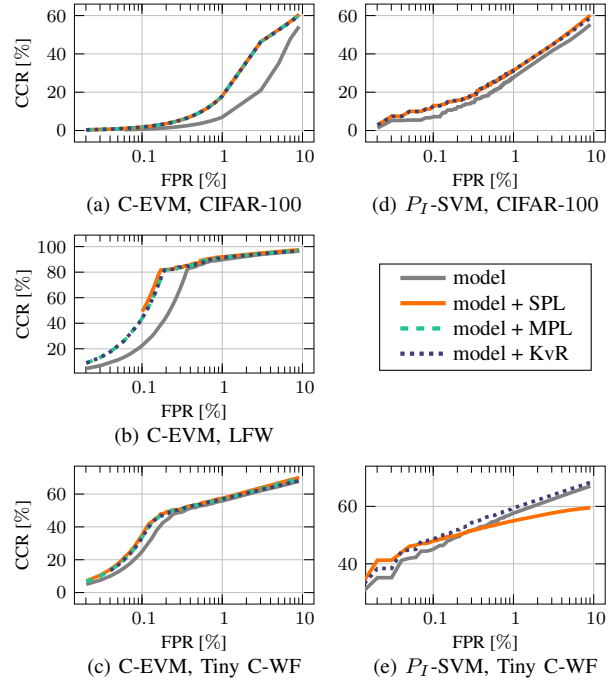 60
40
20
0
CCR [%]
0.1 1 10
FPR [%]
(a) C-EVM, CIFAR-100
60
40
20
0
0.1 1 10
FPR [%]
(d) P_I-SVM, CIFAR-100
100
80
60
40
20
CCR [%]
0.1 1 10
FPR [%]
(b) C-EVM, LFW
model
model + SPL
model + MPL
model + KvR
60
40
20
0
CCR [%]
0.1 1 10
FPR [%]
(c) C-EVM, Tiny C-WF
60
40
0.1 1 10
FPR [%]
(e) P_I-SVM, Tiny C-WF